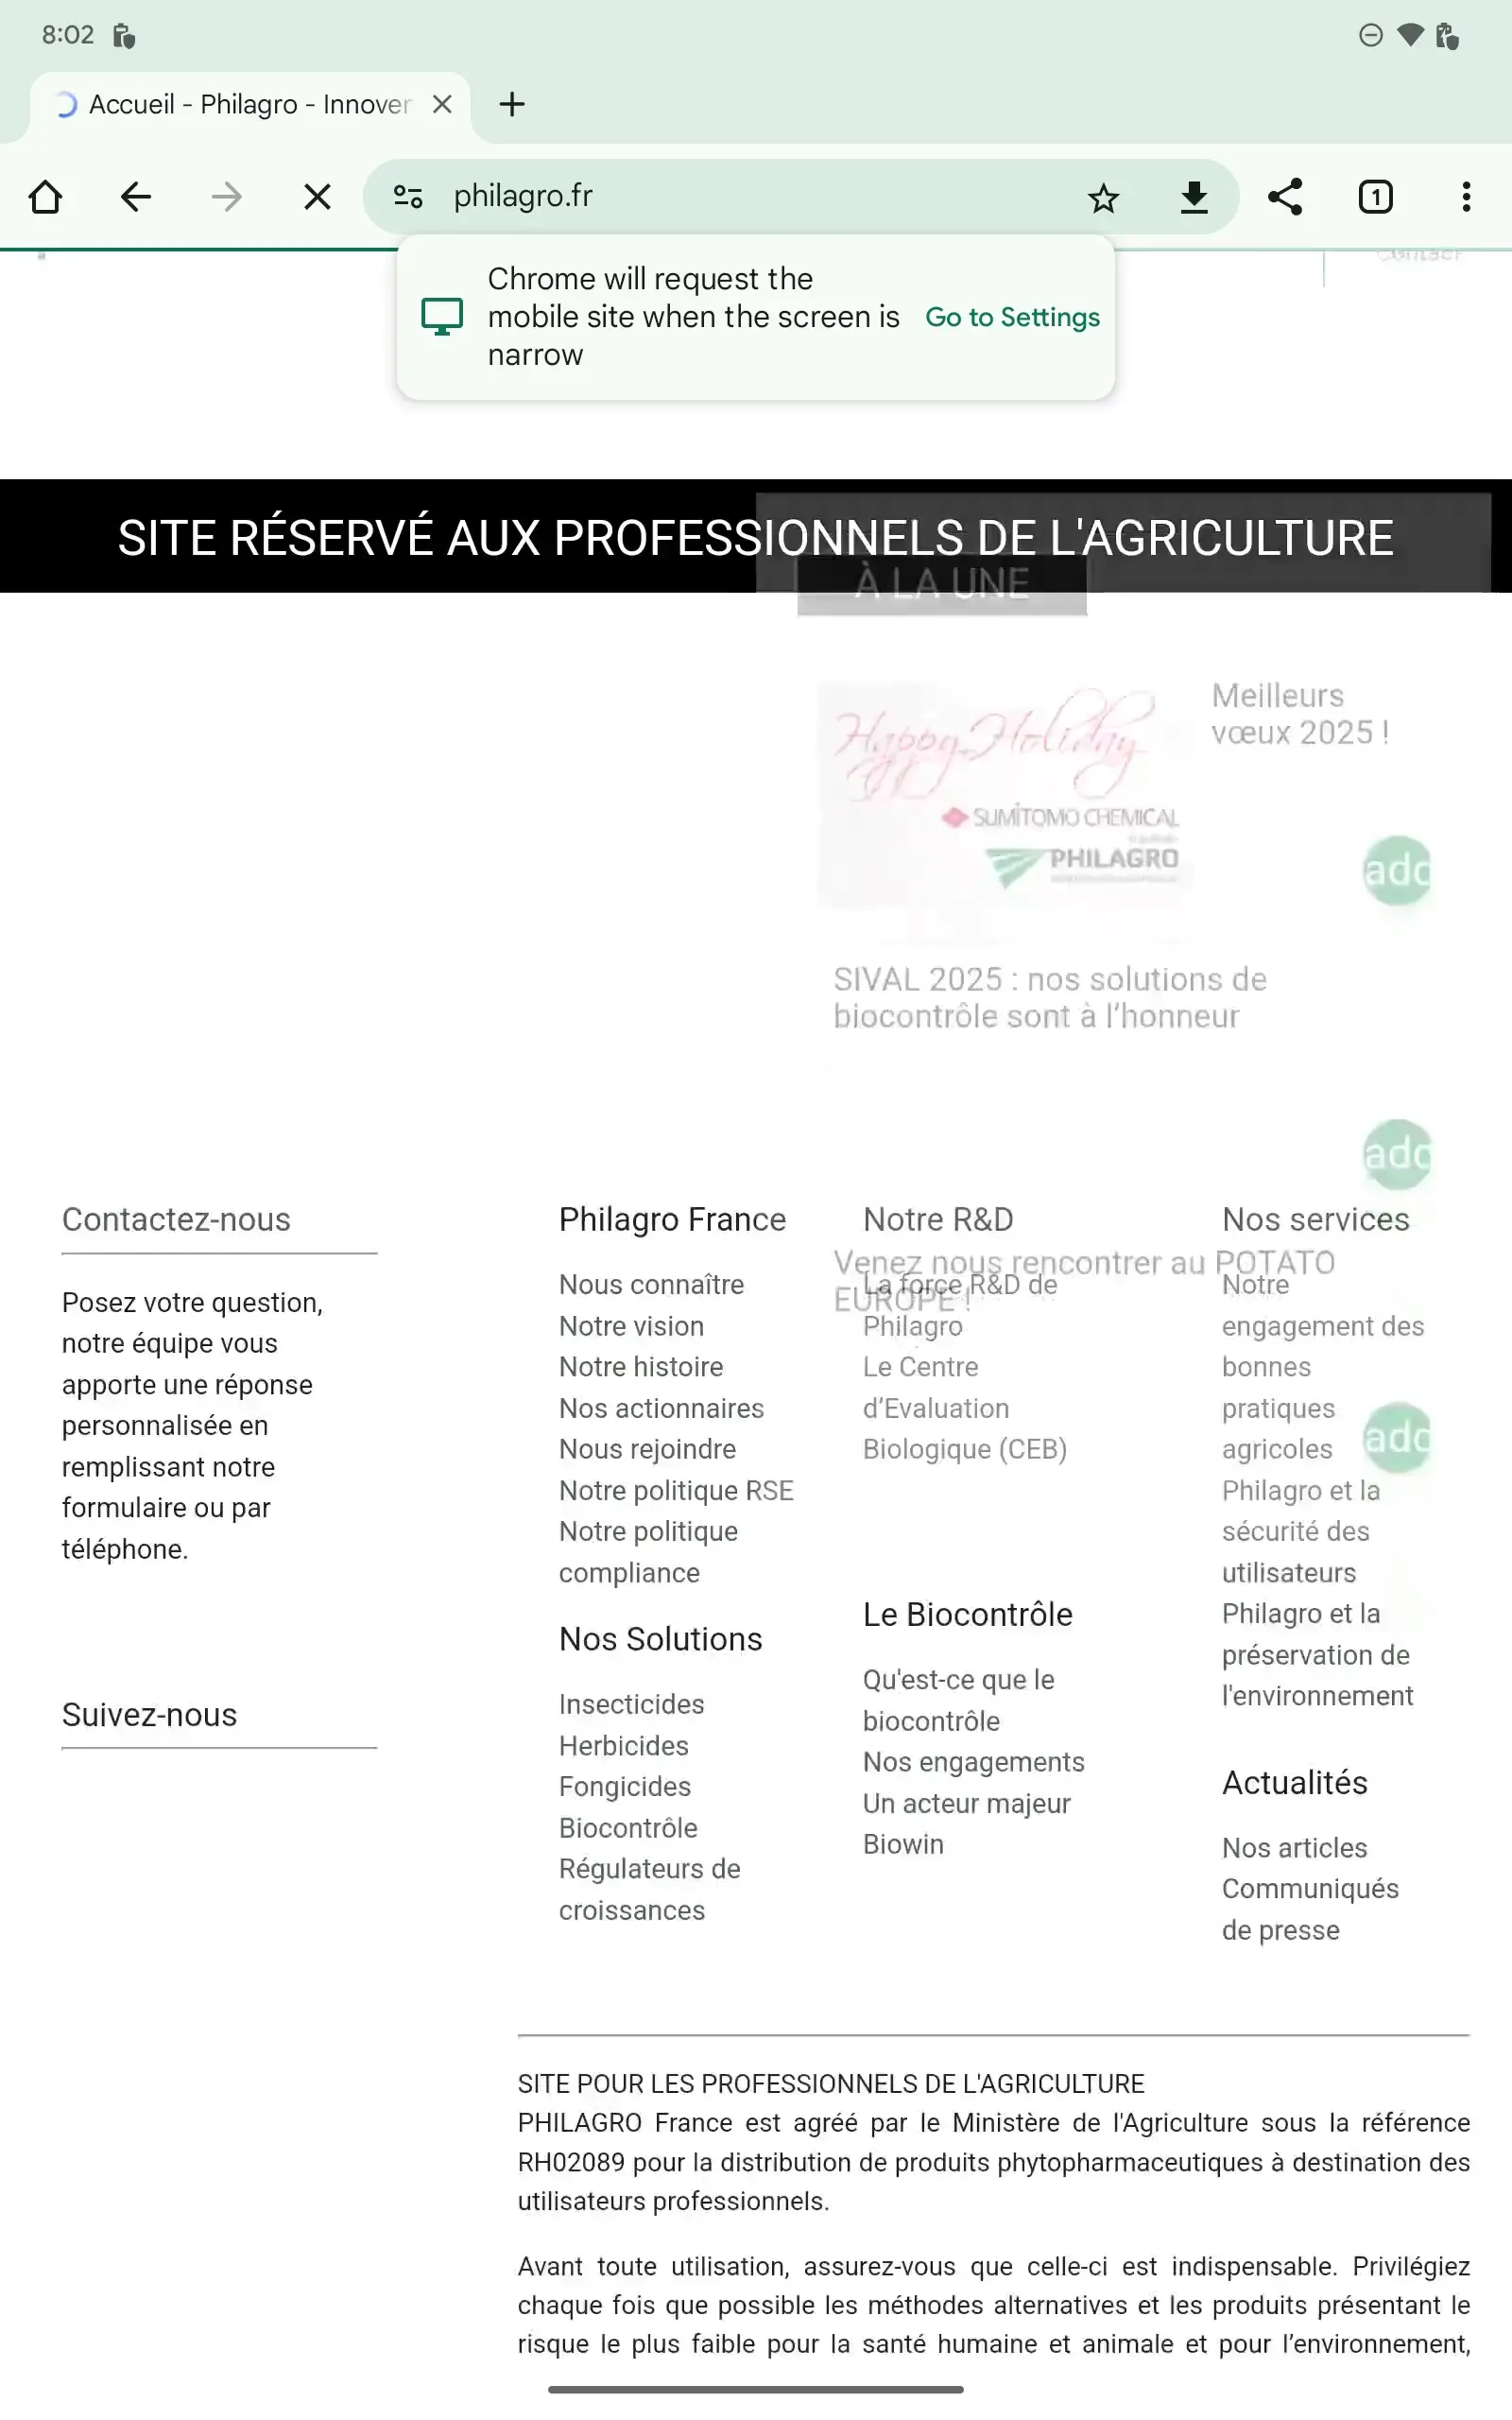 8:02
Accueil - Philagro - Innover
philagro.fr
1
Contact
Chrome will request the
mobile site when the screen is
narrow
Go to Settings
SITE RÉSERVÉ AUX PROFESSIONNELS DE L'AGRICULTURE
À LA UNE
Happy Holiday
SUMITOMO CHEMICAL
PHILAGRO
Meilleurs
vœux 2025 !
add
SIVAL 2025 : nos solutions de
biocontrôle sont à l’honneur
add
Venez nous rencontrer au POTATO
EUROPE !
add
Contactez-nous
Posez votre question,
notre équipe vous
apporte une réponse
personnalisée en
remplissant notre
formulaire ou par
téléphone.
Suivez-nous
Philagro France
Nous connaître
Notre vision
Notre histoire
Nos actionnaires
Nous rejoindre
Notre politique RSE
Notre politique
compliance
Nos Solutions
Insecticides
Herbicides
Fongicides
Biocontrôle
Régulateurs de
croissances
Notre R&D
La force R&D de
Philagro
Le Centre
d’Evaluation
Biologique (CEB)
Le Biocontrôle
Qu'est-ce que le
biocontrôle
Nos engagements
Un acteur majeur
Biowin
Nos services
Notre
engagement des
bonnes
pratiques
agricoles
Philagro et la
sécurité des
utilisateurs
Philagro et la
préservation de
l'environnement
Actualités
Nos articles
Communiqués
de presse
SITE POUR LES PROFESSIONNELS DE L'AGRICULTURE
PHILAGRO France est agréé par le Ministère de l'Agriculture sous la référence
RH02089 pour la distribution de produits phytopharmaceutiques à destination des
utilisateurs professionnels.
Avant toute utilisation, assurez-vous que celle-ci est indispensable. Privilégiez
chaque fois que possible les méthodes alternatives et les produits présentant le
risque le plus faible pour la santé humaine et animale et pour l’environnement,